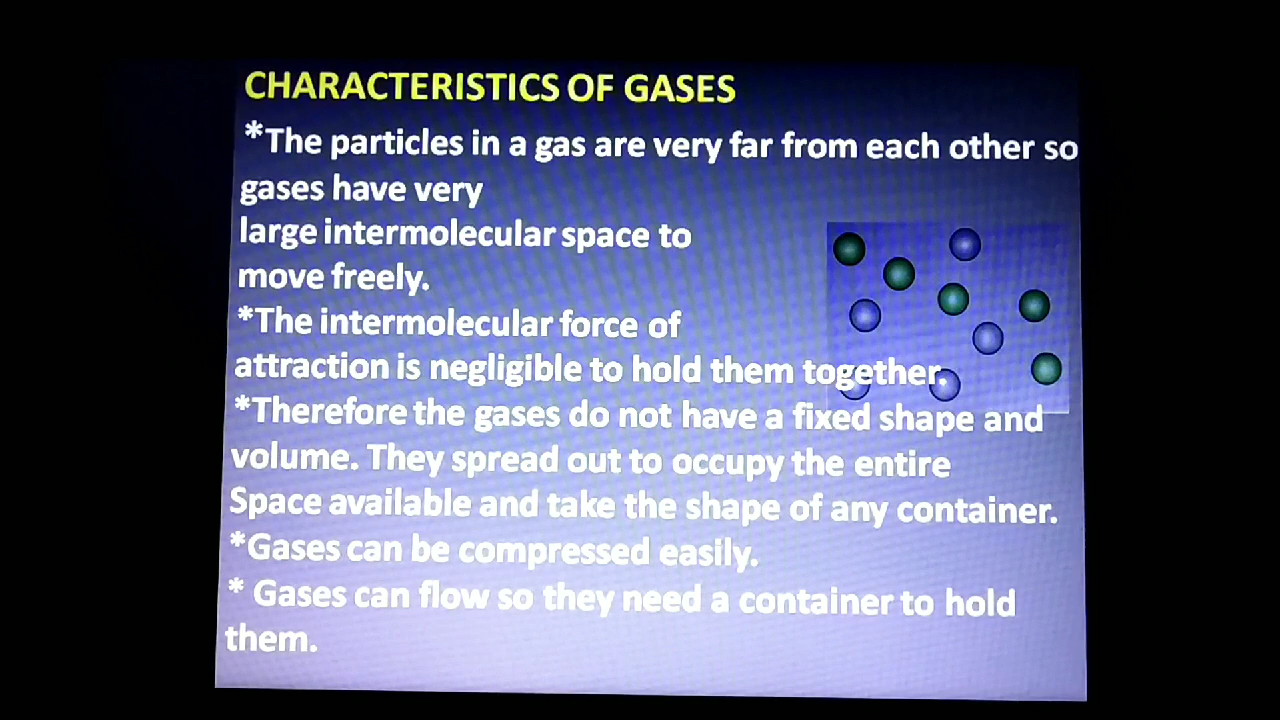 CHARACTERISTICS OF GASES
*The particles in a gas are very far from each other so
gases have very
large intermolecular space to
move freely.
*The intermolecular force of
attraction is negligible to hold them together.
*Therefore the gases do not have a fixed shape and
volume. They spread out to occupy the entire
Space available and take the shape of any container.
*Gases can be compressed easily.
* Gases can flow so they need a container to hold
them.